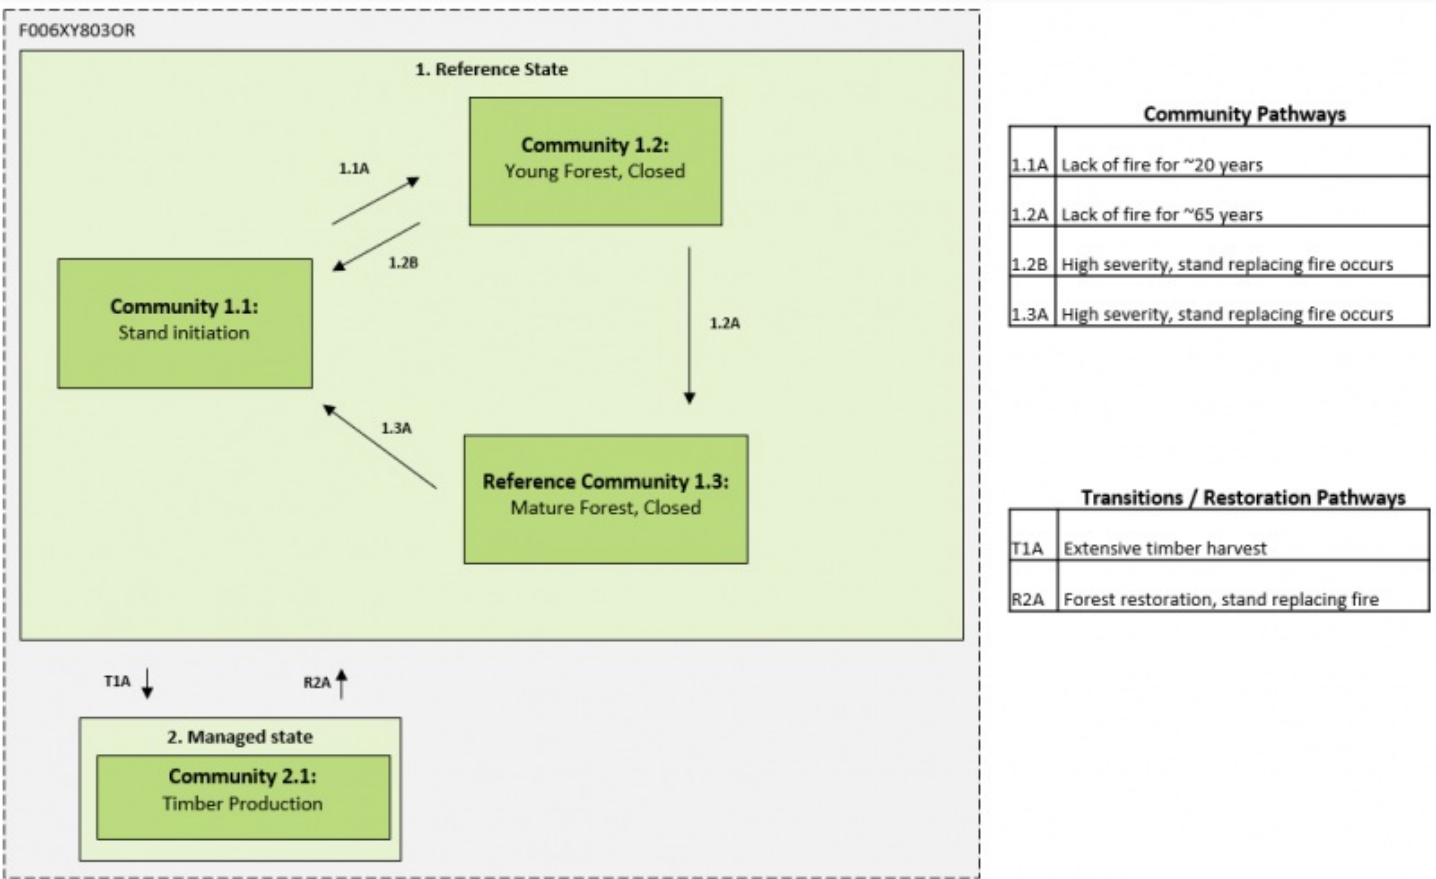 F006XY803OR
1. Reference State
Community 1.2:
Young Forest, Closed
1.1A
1.2B
Community 1.1:
Stand initiation
1.2A
1.3A
Reference Community 1.3:
Mature Forest, Closed
T1A
R2A
2. Managed state
Community 2.1:
Timber Production
Community Pathways
1.1A Lack of fire for ~20 years
1.2A Lack of fire for ~65 years
1.2B High severity, stand replacing fire occurs
1.3A High severity, stand replacing fire occurs
Transitions / Restoration Pathways
T1A Extensive timber harvest
R2A Forest restoration, stand replacing fire